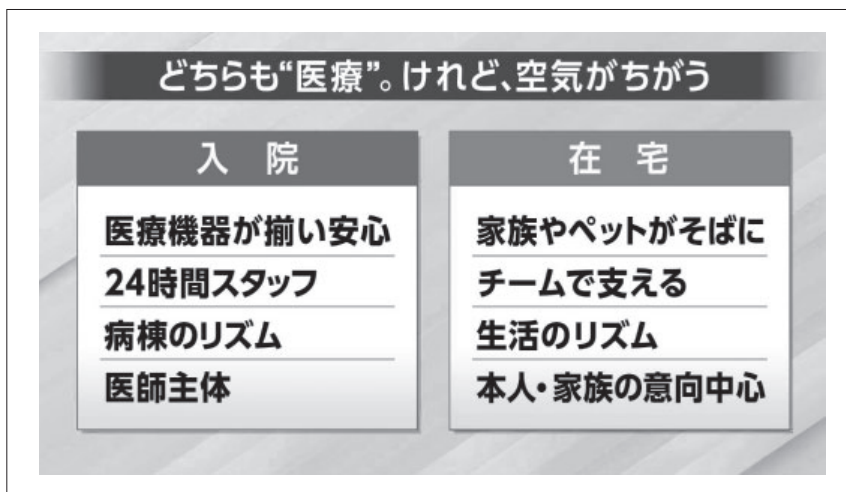 どちらも“医療”。けれど、空気がちがう
入 院
医療機器が揃い安心
24時間スタッフ
病棟のリズム
医師主体
在 宅
家族やペットがそばに
チームで支える
生活のリズム
本人・家族の意向中心